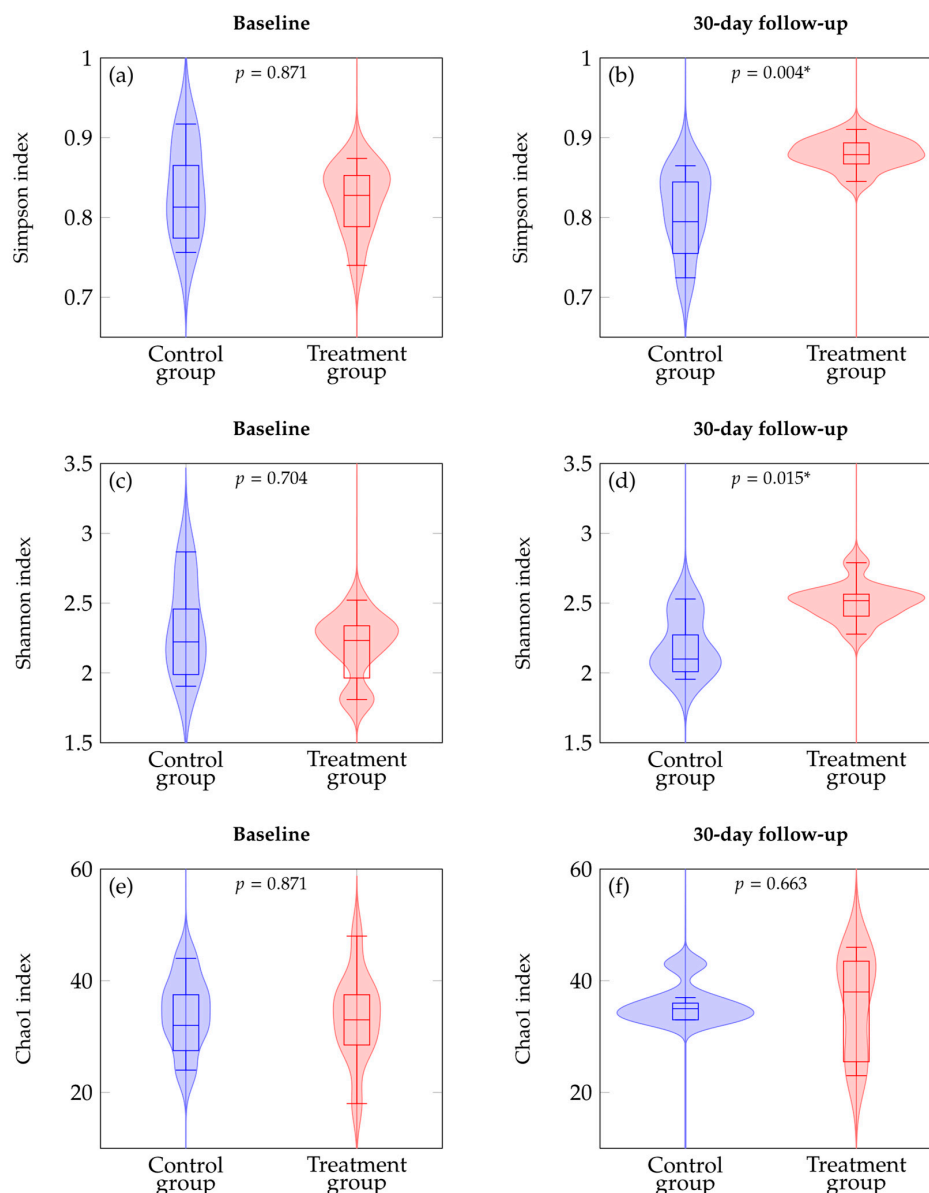 Baseline
30-day follow-up
(a)
p = 0.871
(b)
p = 0.004*
1
0.9
0.8
0.7
Simpson index
1
0.9
0.8
0.7
Simpson index
Control
group
Treatment
group
Control
group
Treatment
group
Baseline
30-day follow-up
(c)
p = 0.704
(d)
p = 0.015*
3.5
3
2.5
2
1.5
Shannon index
3.5
3
2.5
2
1.5
Shannon index
Control
group
Treatment
group
Control
group
Treatment
group
Baseline
30-day follow-up
(e)
p = 0.871
(f)
p = 0.663
60
40
20
Chao1 index
60
40
20
Chao1 index
Control
group
Treatment
group
Control
group
Treatment
group